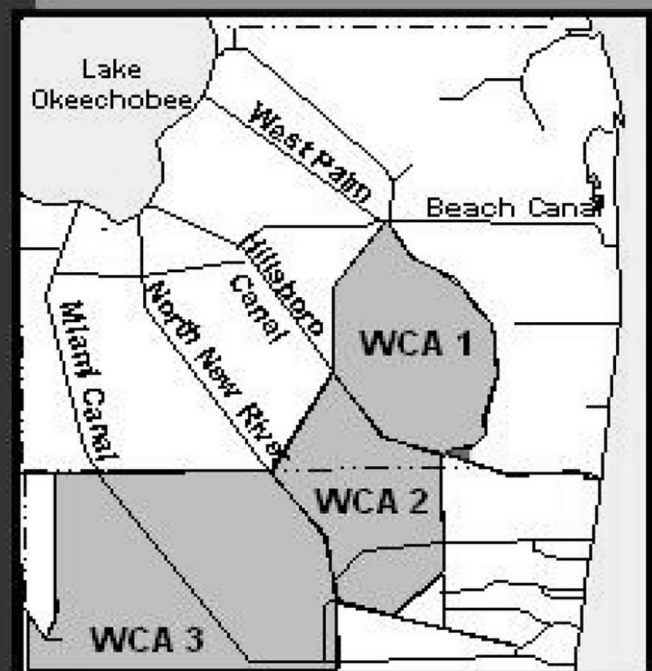 Lake
Okeechobee
West Palm
Beach Canal
Hillsboro
Canal
North New River
Miami Canal
WCA 1
WCA 2
WCA 3